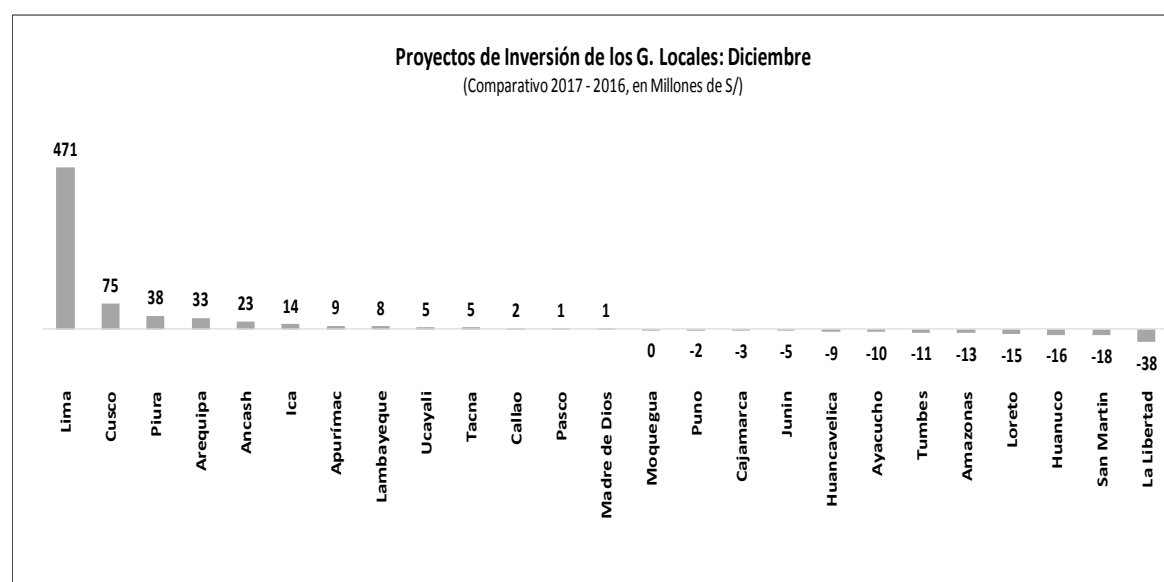 Proyectos de Inversión de los G. Locales: Diciembre
(Comparativo 2017 - 2016, en Millones de S/)
471
75
38
33
23
14
9
8
5
5
2
1
1
0
-2
-3
-5
-9
-10
-11
-13
-15
-16
-18
-38
Lima
Cusco
Piura
Arequipa
Ancash
Ica
Apurímac
Lambayeque
Ucayali
Tacna
Callao
Pasco
Madre de Dios
Moquegua
Puno
Cajamarca
Junin
Huancavelica
Ayacucho
Tumbes
Amazonas
Loreto
Huanuco
San Martin
La Libertad